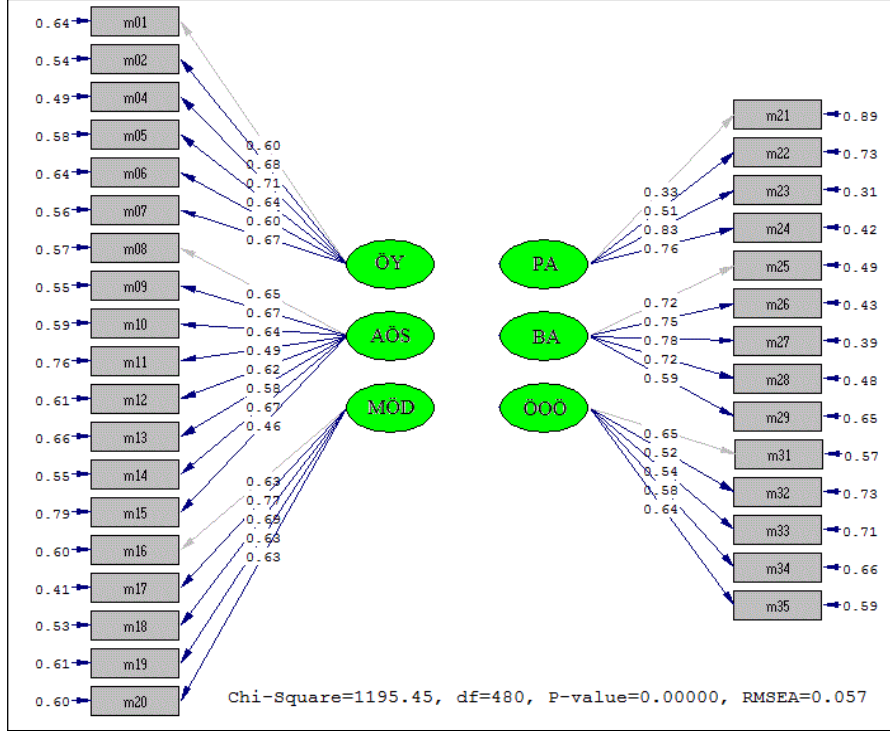 0.64 m01
0.54 m02
0.49 m04
0.58 m05
0.64 m06
0.56 m07
0.57 m08
0.55 m09
0.59 m10
0.76 m11
0.61 m12
0.66 m13
0.55 m14
0.79 m15
0.60 m16
0.41 m17
0.53 m18
0.61 m19
0.60 m20
0.60
0.68
0.71
0.64
0.60
0.67
0.65
0.67
0.64
0.49
0.62
0.58
0.67
0.46
0.63
0.77
0.69
0.63
0.63
ÖY
AÖS
MÖD
PA
BA
ÖOÖ
0.33
0.51
0.83
0.76
0.72
0.75
0.78
0.72
0.59
0.65
0.52
0.54
0.58
0.64
m21 0.89
m22 0.73
m23 0.31
m24 0.42
m25 0.49
m26 0.43
m27 0.39
m28 0.48
m29 0.65
m31 0.57
m32 0.73
m33 0.71
m34 0.66
m35 0.59
Chi-Square=1195.45, df=480, P-value=0.00000, RMSEA=0.057